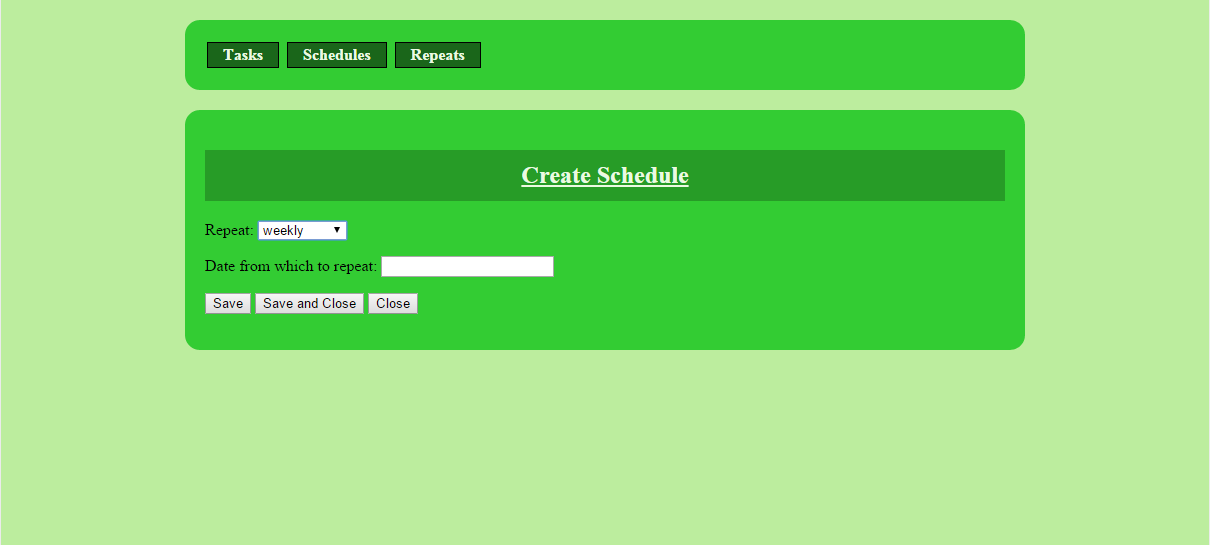 Tasks Schedules Repeats
Create Schedule
Repeat: weekly
Date from which to repeat:
Save Save and Close Close